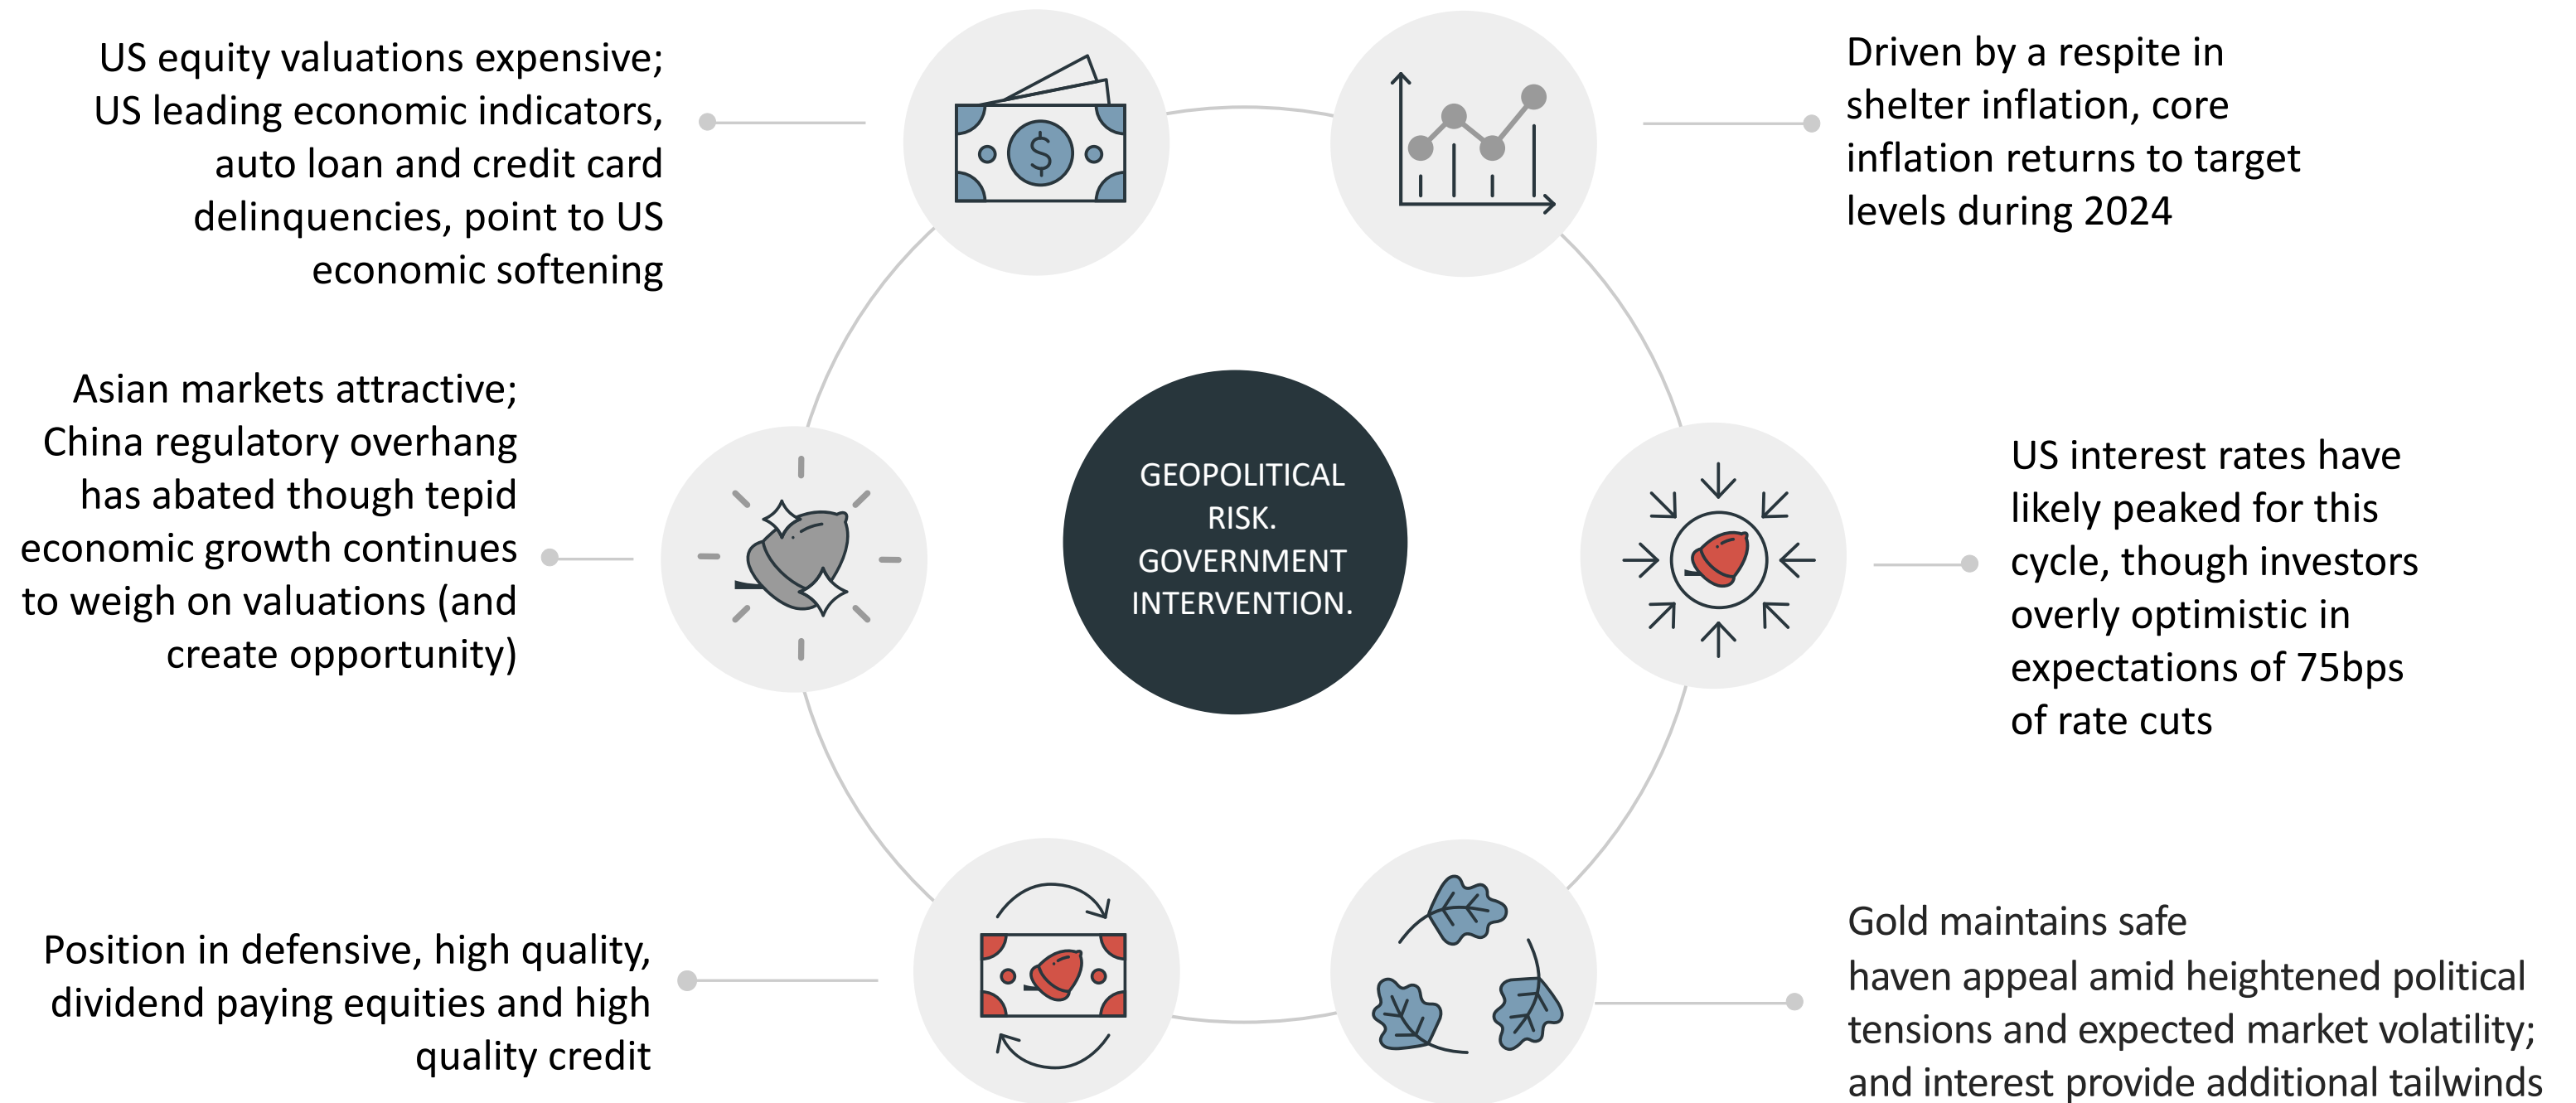 US equity valuations expensive;
US leading economic indicators,
auto loan and credit card
delinquencies, point to US
economic softening
Driven by a respite in
shelter inflation, core
inflation returns to target
levels during 2024
Asian markets attractive;
China regulatory overhang
has abated though tepid
economic growth continues
to weigh on valuations (and
create opportunity)
GEOPOLITICAL
RISK.
GOVERNMENT
INTERVENTION.
US interest rates have
likely peaked for this
cycle, though investors
overly optimistic in
expectations of 75bps
of rate cuts
Position in defensive, high quality,
dividend paying equities and high
quality credit
Gold maintains safe
haven appeal amid heightened political
tensions and expected market volatility;
and interest provide additional tailwinds
$